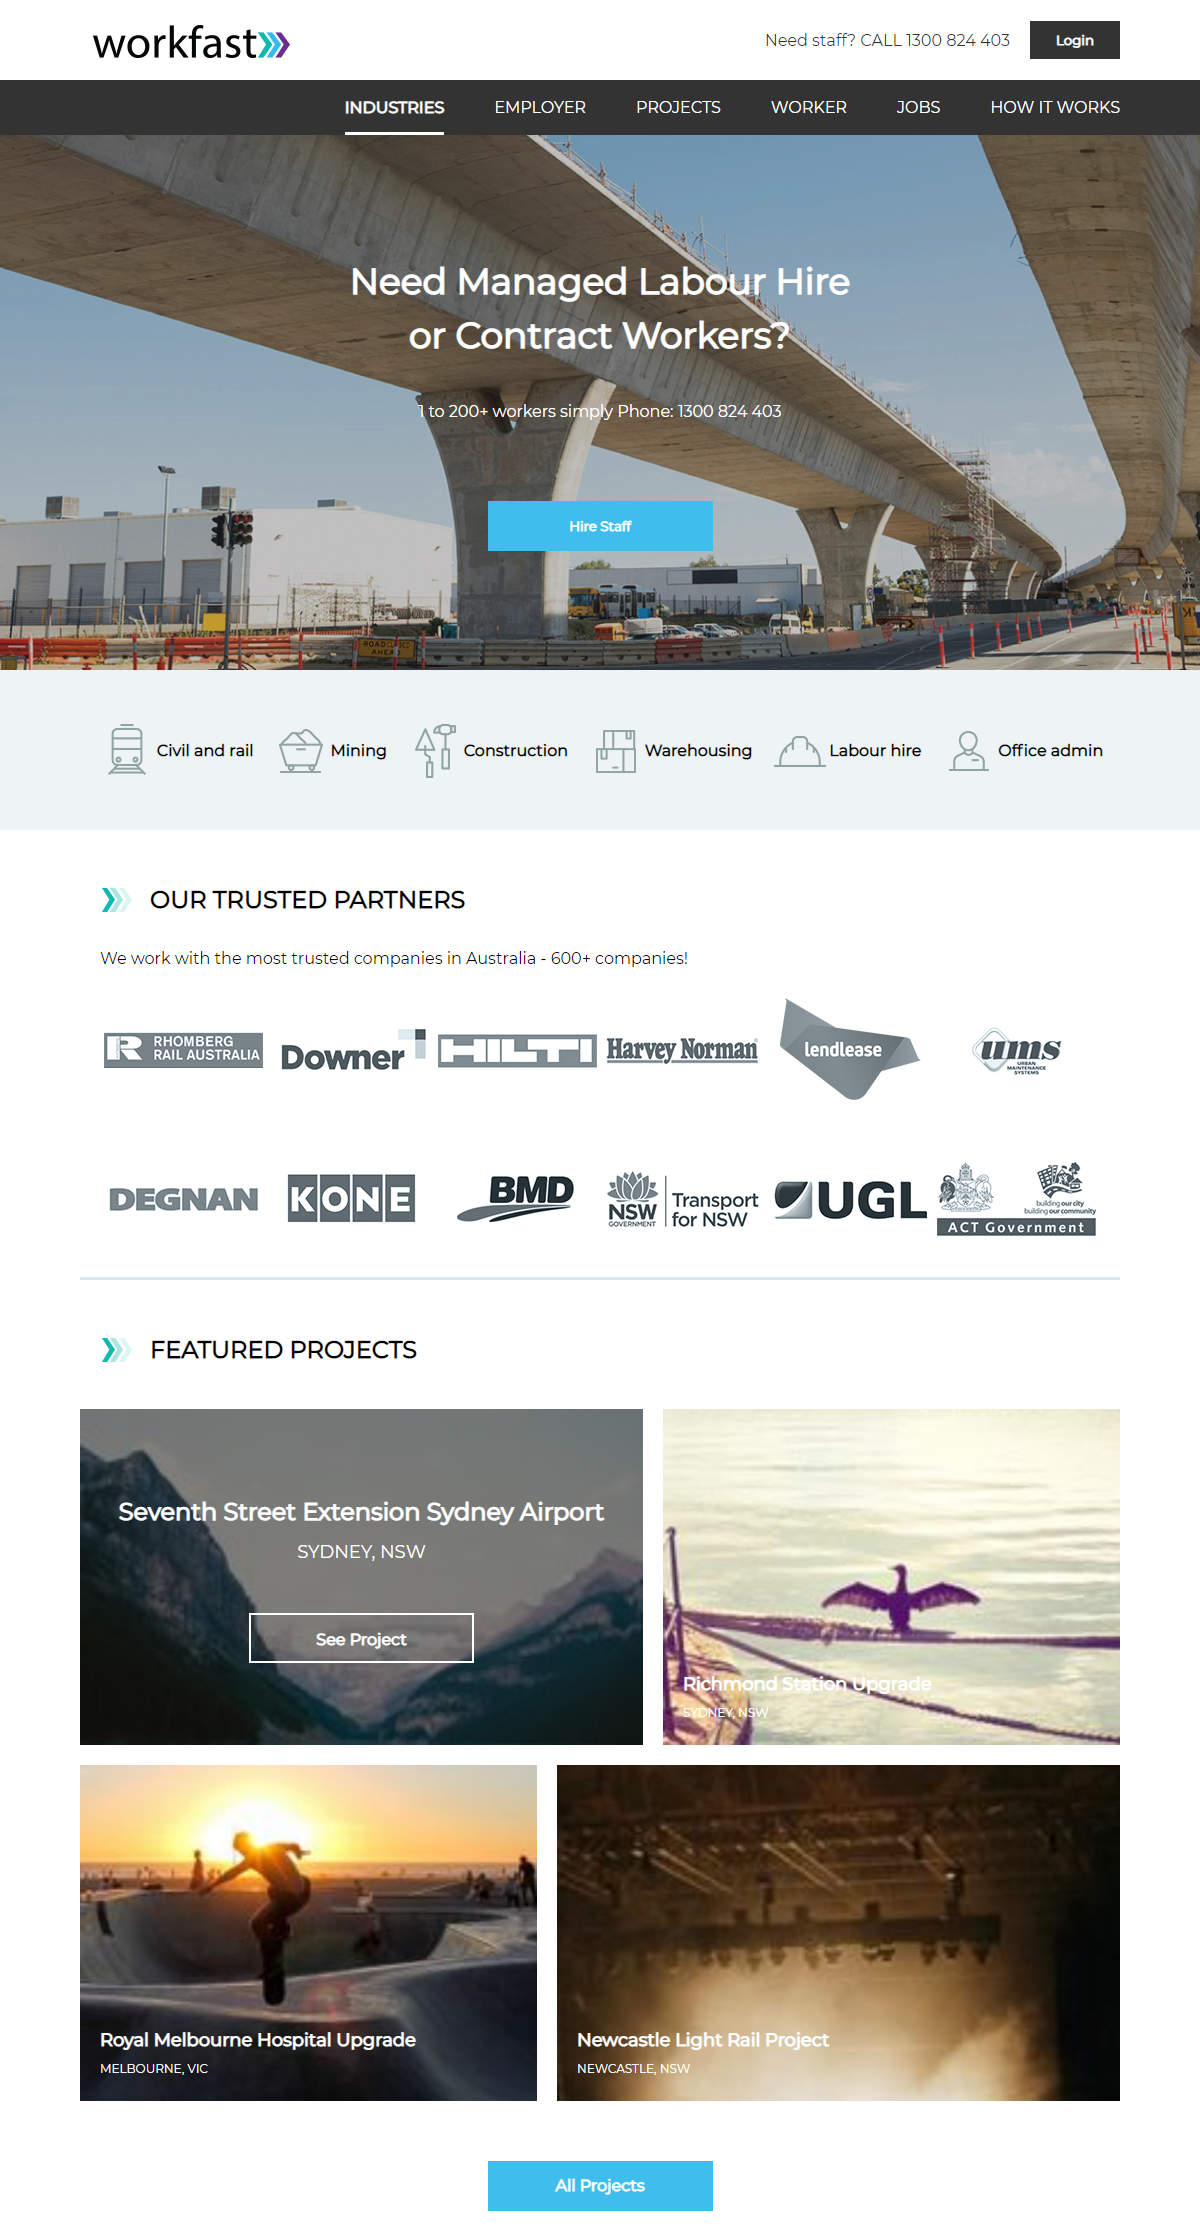 workfast
Need staff? CALL 1300 824 403
Login
INDUSTRIES
EMPLOYER
PROJECTS
WORKER
JOBS
HOW IT WORKS
Need Managed Labour Hire
or Contract Workers?
1 to 200+ workers simply Phone: 1300 824 403
Hire Staff
ROAD CLOSED
AHEAD
Civil and rail
Mining
Construction
Warehousing
Labour hire
Office admin
OUR TRUSTED PARTNERS
We work with the most trusted companies in Australia - 600+ companies!
R RHOMBERG
RAIL AUSTRALIA
Downer
HILTI
Harvey Norman
lendlease
ums
URBAN
MAINTENANCE
SYSTEMS
DEGNAN
KONE
BMD
NSW
GOVERNMENT
Transport
for NSW
UGL
building our city
building our community
ACT Government
FEATURED PROJECTS
Seventh Street Extension Sydney Airport
SYDNEY, NSW
See Project
Richmond Station Upgrade
SYDNEY, NSW
Royal Melbourne Hospital Upgrade
MELBOURNE, VIC
Newcastle Light Rail Project
NEWCASTLE, NSW
All Projects